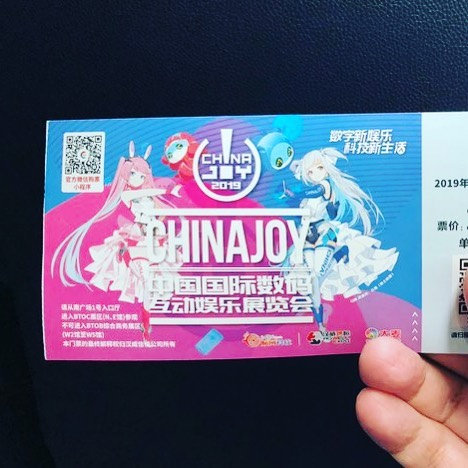 官方微信购票
小程序
CHINA
JOY
2019
数字新娱乐
科技新生活
CHINAJOY
中国国际数码
互动娱乐展览会
请从南广场1号入口厅
进入BTOC展区(N、E馆)参观
不可进入BTOB综合商务展区
(W2馆至W5馆)
本门票的最终解释权归汉威信恒公司所有
2019年
票价:
单